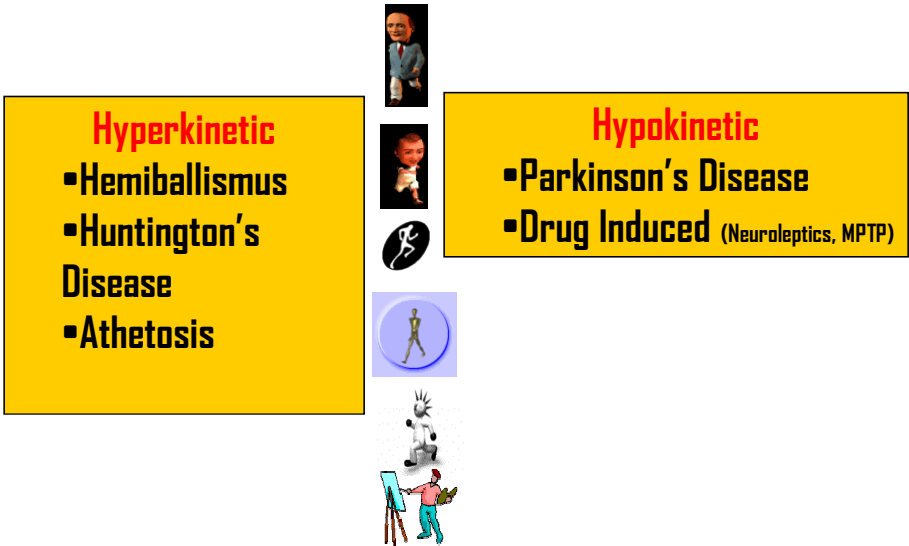 Hyperkinetic
▪Hemiballismus
▪Huntington's
Disease
▪Athetosis
Hypokinetic
▪Parkinson's Disease
▪Drug Induced (Neuroleptics, MPTP)